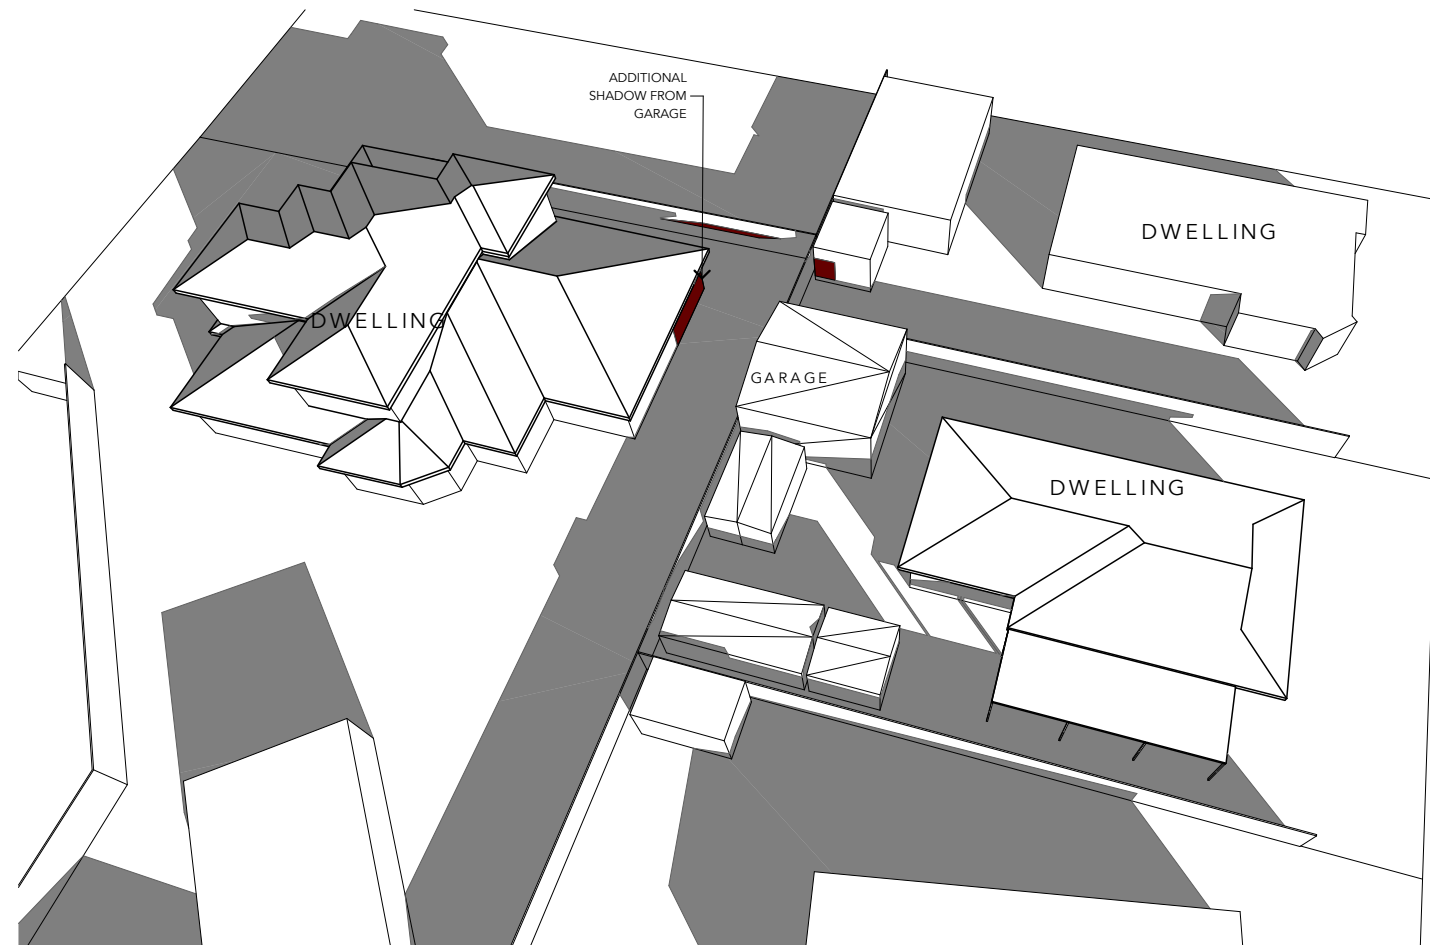 ADDITIONAL
SHADOW FROM
GARAGE
DWELLING
DWELLING
GARAGE
DWELLING